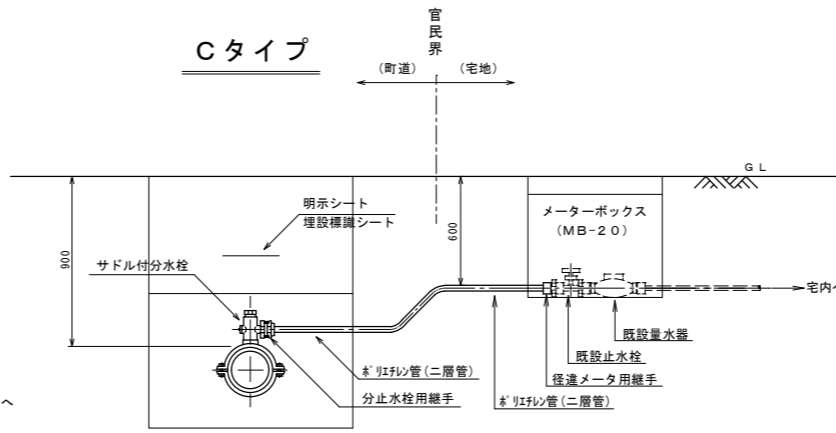 Cタイプ
官民界
(町道)
(宅地)
GL
明示シート
埋設標識シート
900
600
メーターボックス
(MB-20)
サドル付分水栓
宅内へ
既設量水器
既設止水栓
径違メータ用継手
ポリエチレン管(二層管)
ポリエチレン管(二層管)
分止水栓用継手
へ